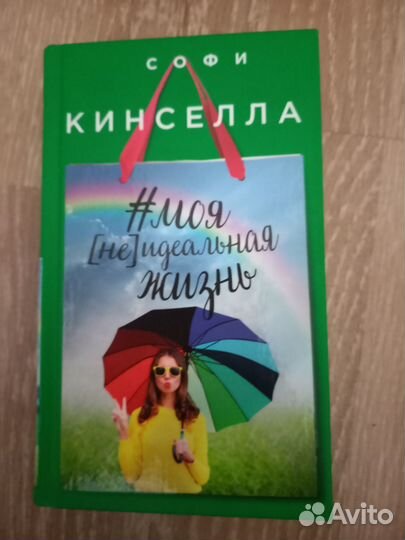 СОФИ
КИНСЕЛЛА
#моя
[не]идеальная
жизнь
Avito